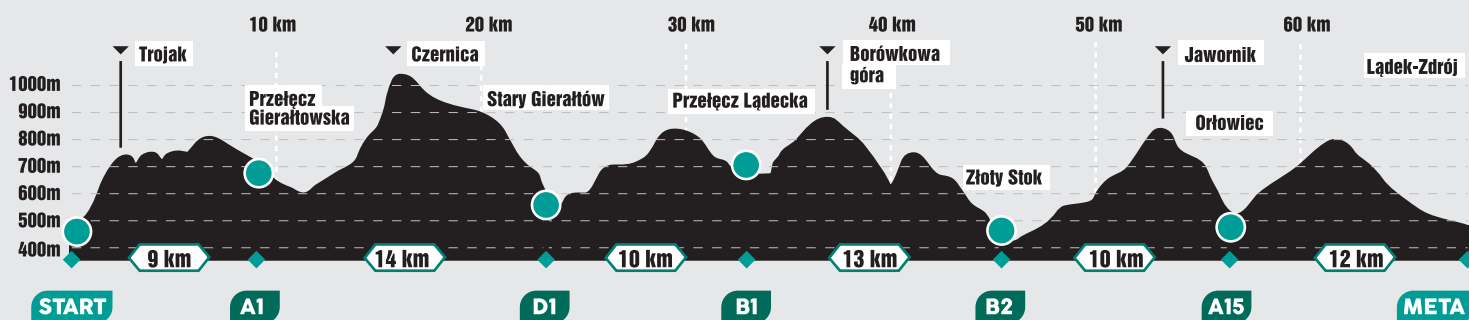 10 km
20 km
30 km
40 km
50 km
60 km
Trojak
Czernica
Borówkowa
góra
Jawornik
Lądek-Zdrój
1000m
900m
800m
700m
600m
500m
400m
Przełęcz
Gierałtowska
Stary Gierałtów
Przełęcz Lądecka
Orłowiec
Złoty Stok
9 km
14 km
10 km
13 km
10 km
12 km
START
A1
D1
B1
B2
A15
META